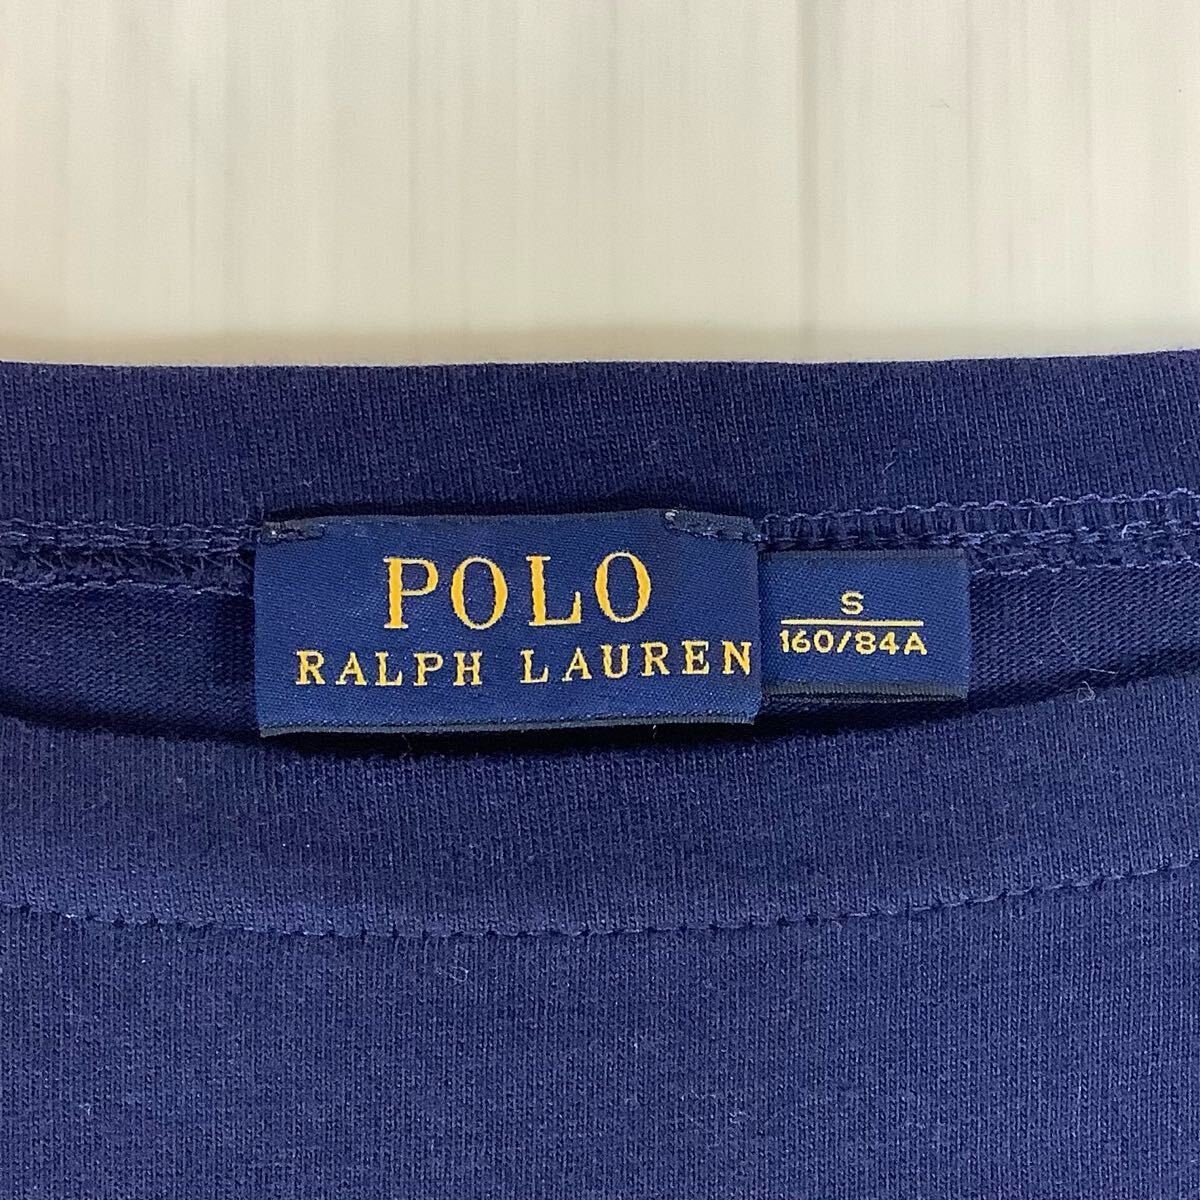 POLO
RALPH LAUREN
S
160/84A